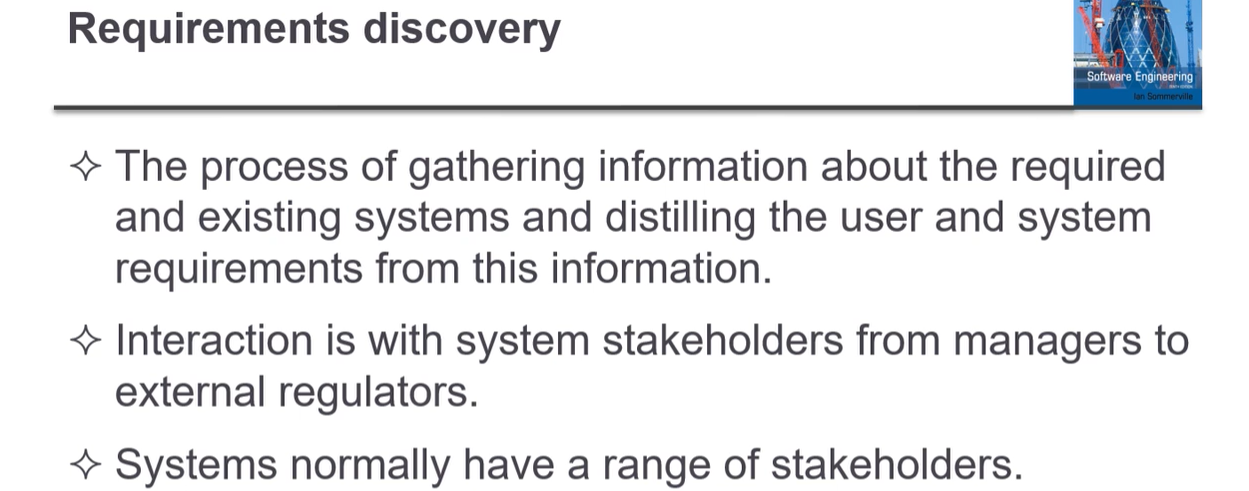 Requirements discovery
Software Engineering
Ian Sommerville
✧ The process of gathering information about the required
and existing systems and distilling the user and system
requirements from this information.
✧ Interaction is with system stakeholders from managers to
external regulators.
✧ Systems normally have a range of stakeholders.